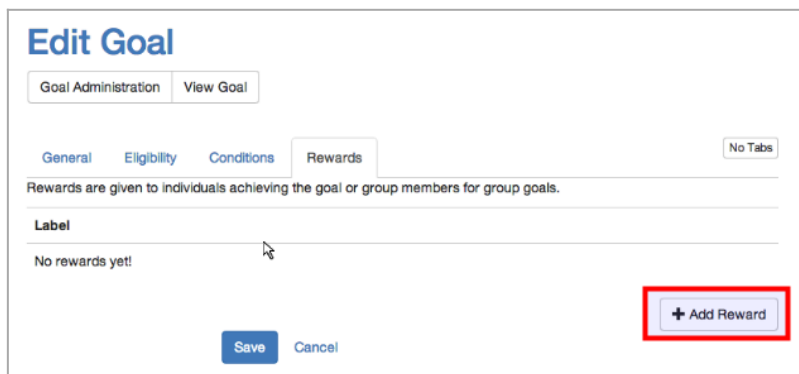 Edit Goal
Goal Administration View Goal
General Eligibility Conditions Rewards No Tabs
Rewards are given to individuals achieving the goal or group members for group goals.
Label
No rewards yet!
+ Add Reward
Save Cancel